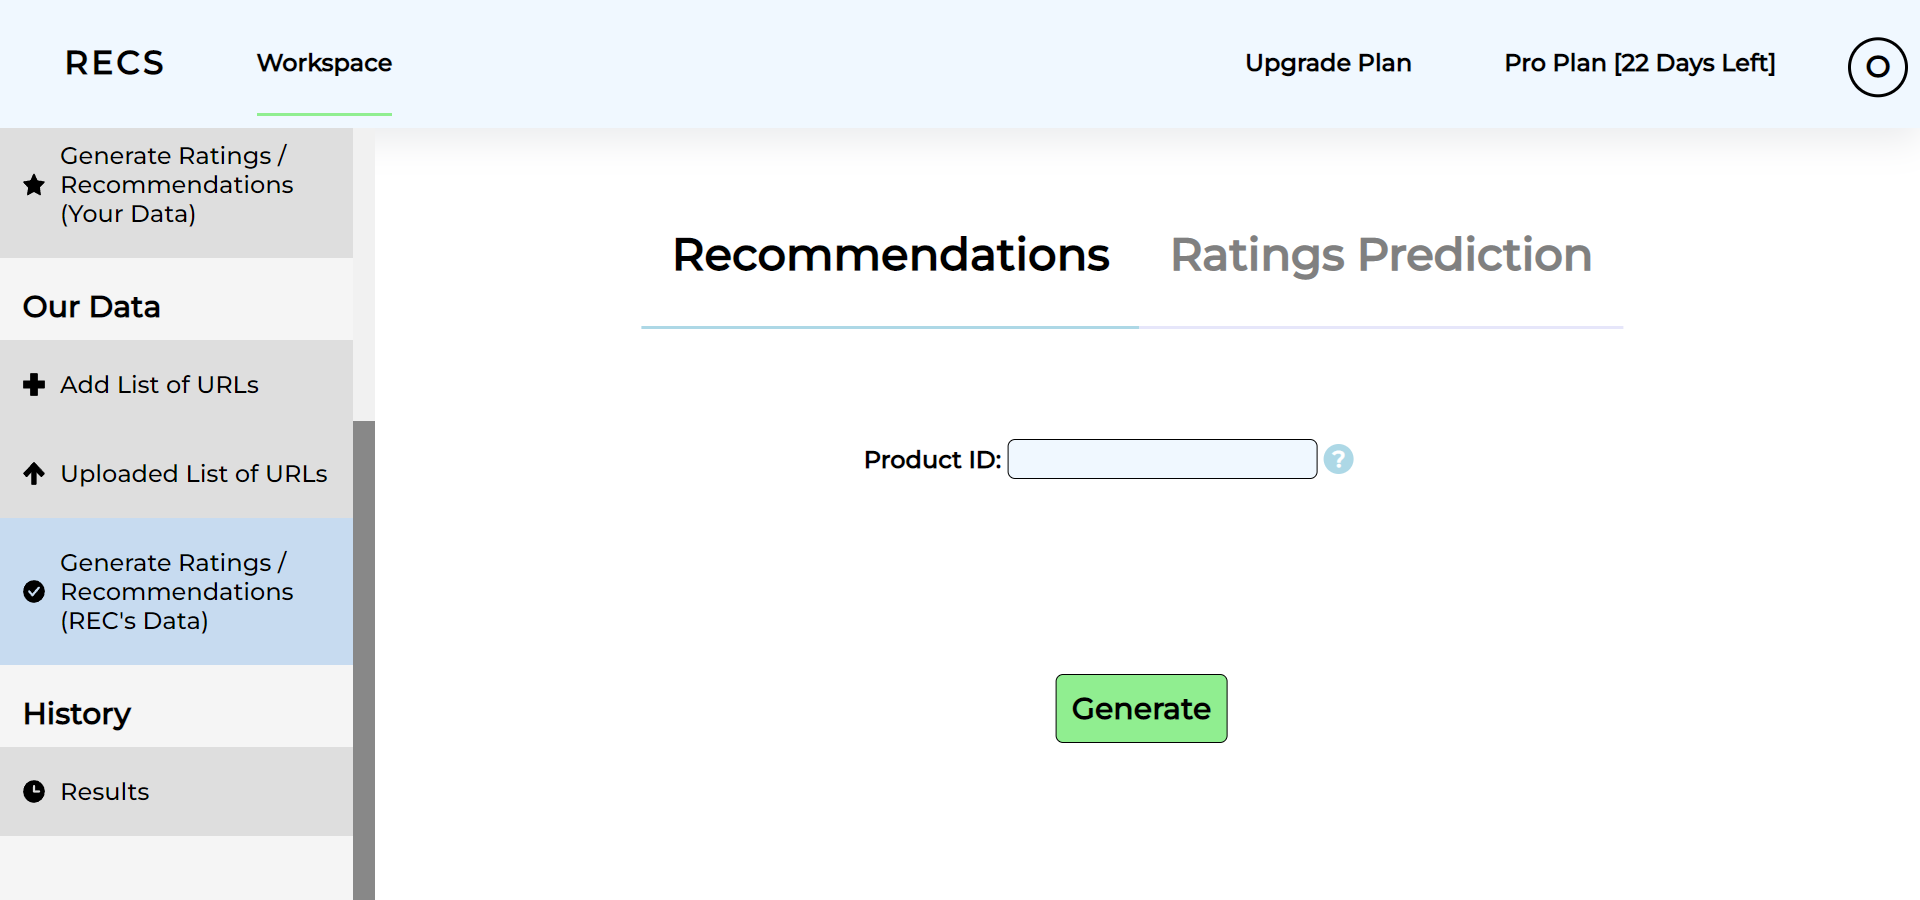 RECS
Workspace
Upgrade Plan
Pro Plan [22 Days Left]
O
Generate Ratings /
Recommendations
(Your Data)
Our Data
Add List of URLs
Uploaded List of URLs
Generate Ratings /
Recommendations
(REC's Data)
History
Results
Recommendations
Ratings Prediction
Product ID:
?
Generate